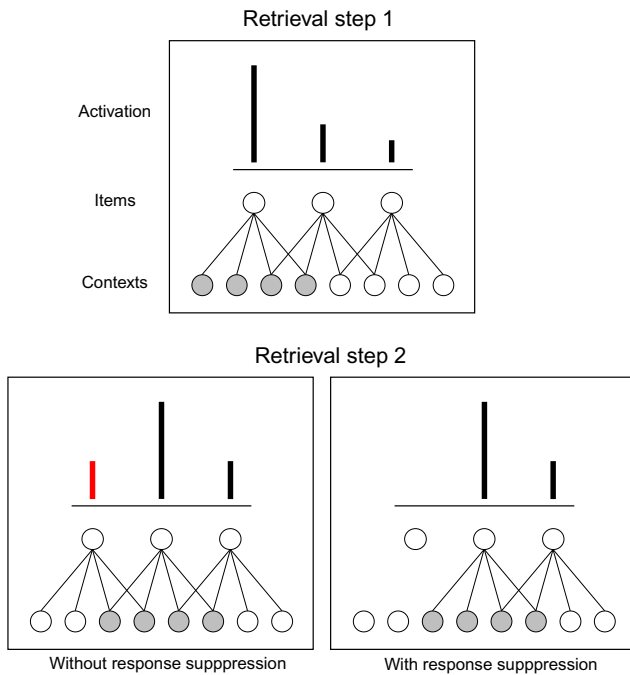 Retrieval step 1
Activation
Items
Contexts
Retrieval step 2
Without response supppression
With response supppression